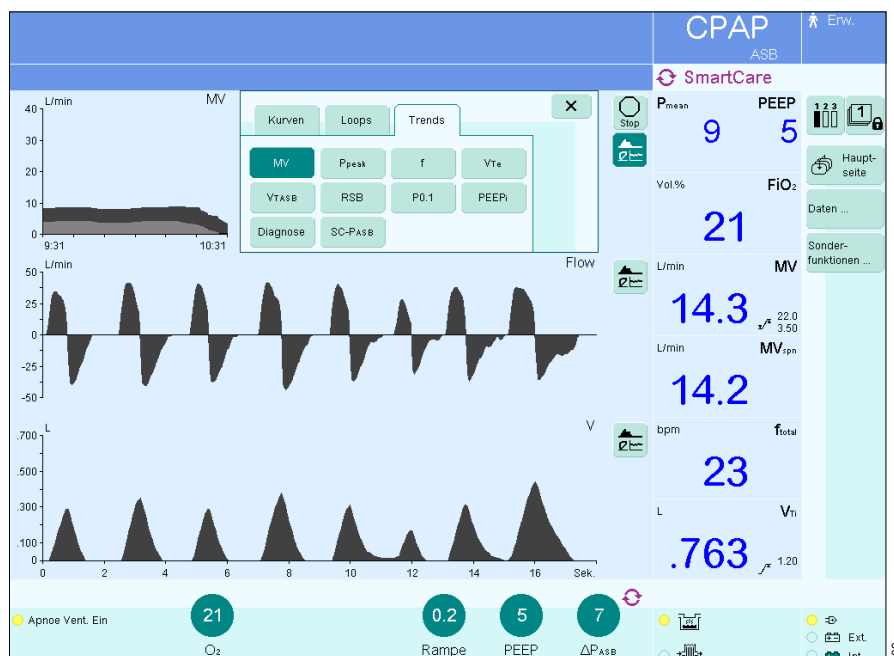 CPAP
ASB
Erw.
SmartCare
L/min
MV
40
30
20
10
0
9:31
10:31
Kurven
Loops
Trends
MV
Ppeak
f
VTe
VTASB
RSB
P0.1
PEEPi
Diagnose
SC-PASB
Stop
Pmean
PEEP
9
5
1 2 3
1
Haupt-
seite
Daten ...
Sonder-
funktionen ...
Vol.%
FiO2
21
L/min
MV
14.3
22.0
3.50
L/min
MVspn
14.2
bpm
ftotal
23
L
VTi
.763
1.20
L/min
Flow
50
25
0
-25
-50
L
V
.700
.500
.300
.100
0
0
2
4
6
8
10
12
14
16
Sek.
Apnoe Vent. Ein
21
O2
0.2
Rampe
5
PEEP
7
ΔPASB
Ext.
Int.